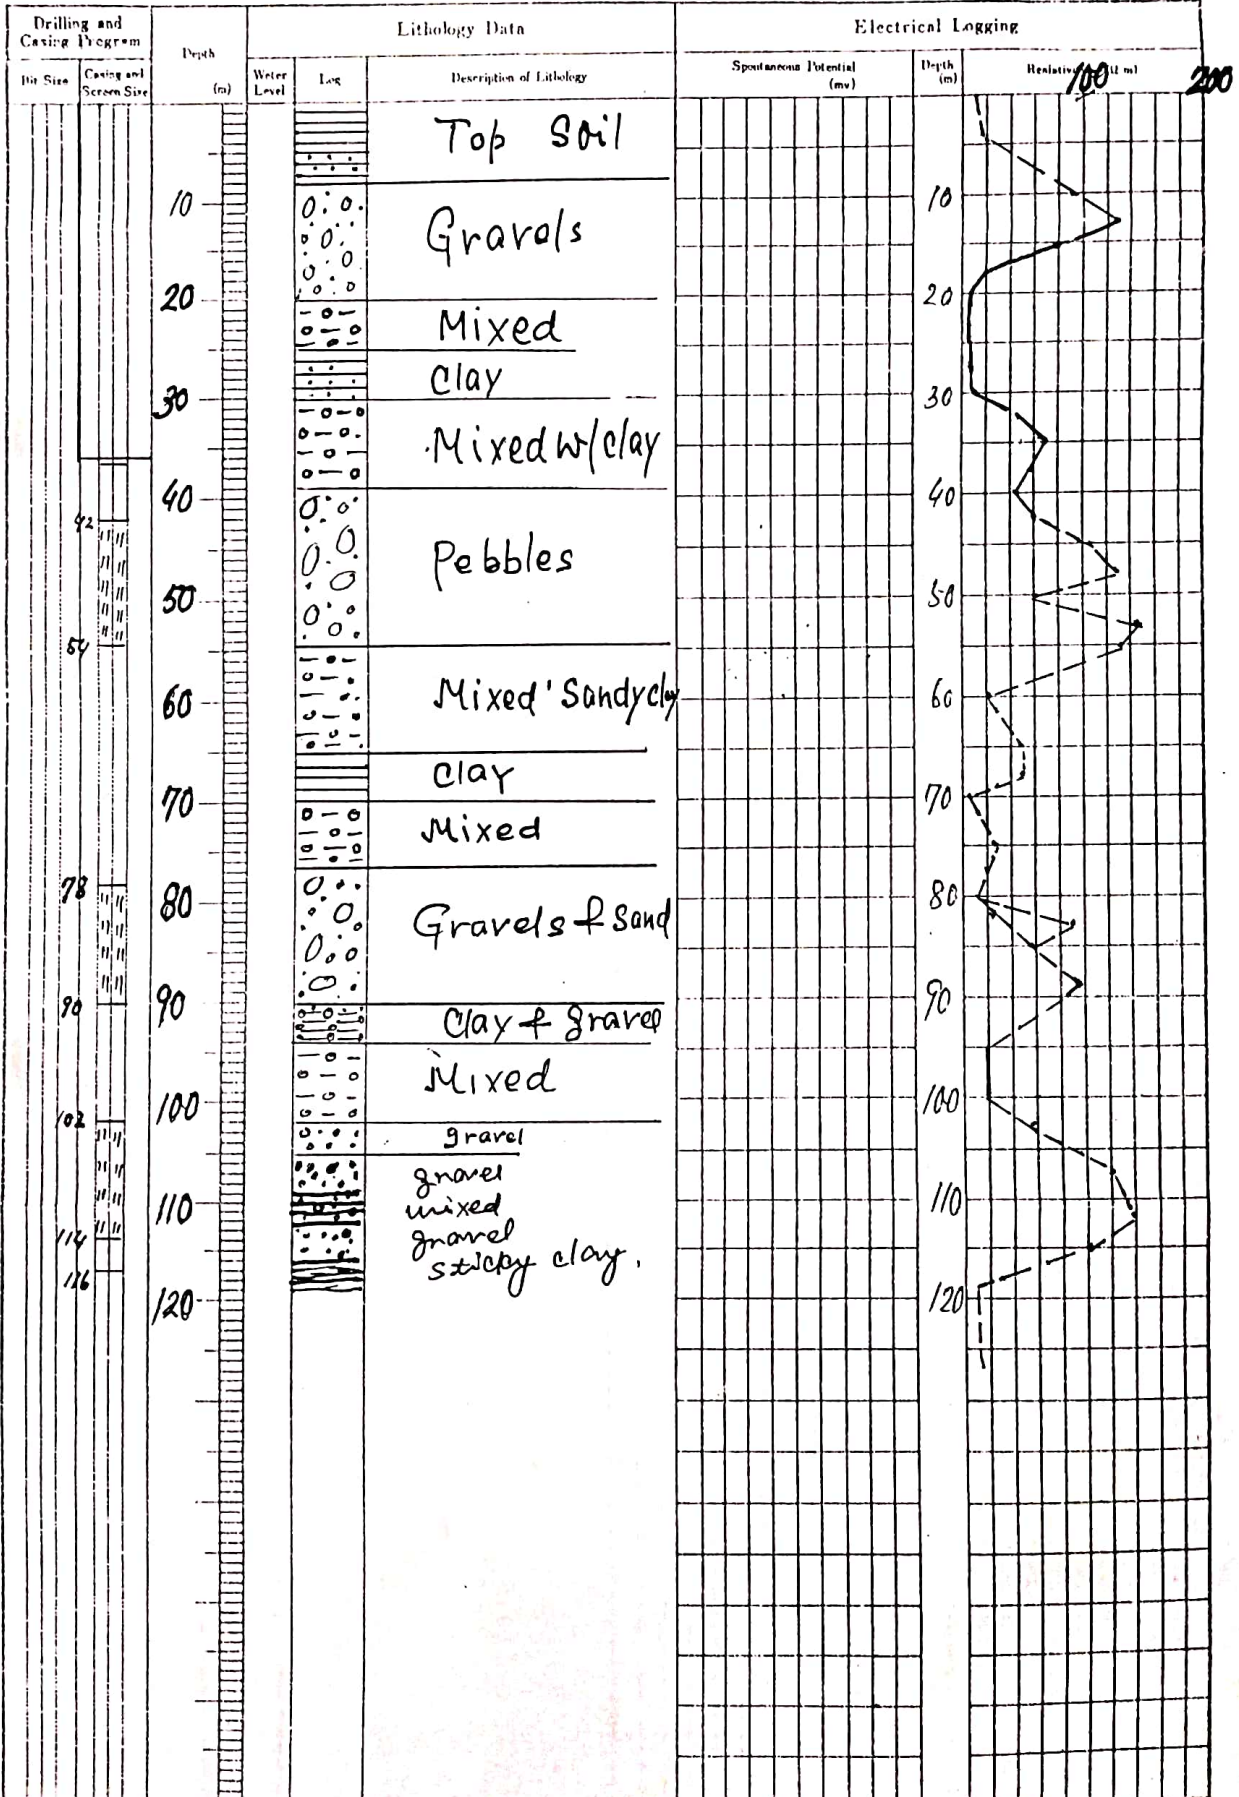 Drilling and
Casing Program
Depth
(m)
Lithology Data
Electrical Logging
Bit Size
Casing and
Screen Size
Water
Level
Log
Description of Lithology
Spontaneous Potential
(mv)
Depth
(m)
100
200
Top Soil
10
Gravels
10
20
Mixed
20
Clay
30
30
Mixed w/clay
40
40
42
Pebbles
50
50
54
Mixed Sandy clay
60
60
Clay
70
70
Mixed
78
80
80
Gravels & Sand
90
90
90
Clay & gravel
Mixed
100
100
102
gravel
gravel
110
mixed
110
gravel
114
sticky clay.
116
120
120